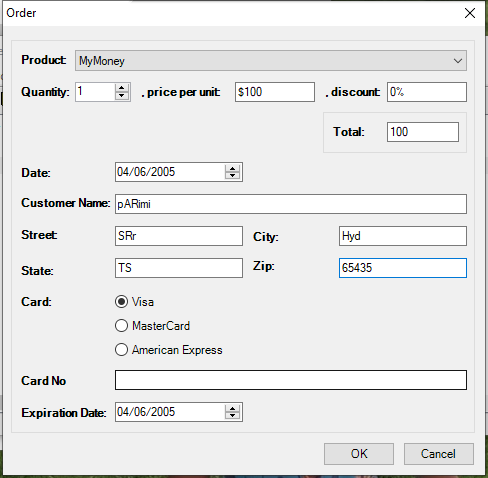 Order
Product: MyMoney
Quantity: 1 , price per unit: $100 , discount: 0%
Total: 100
Date: 04/06/2005
Customer Name: pARimi
Street: SRr City: Hyd
State: TS Zip: 65435
Card: Visa
MasterCard
American Express
Card No
Expiration Date: 04/06/2005
OK Cancel